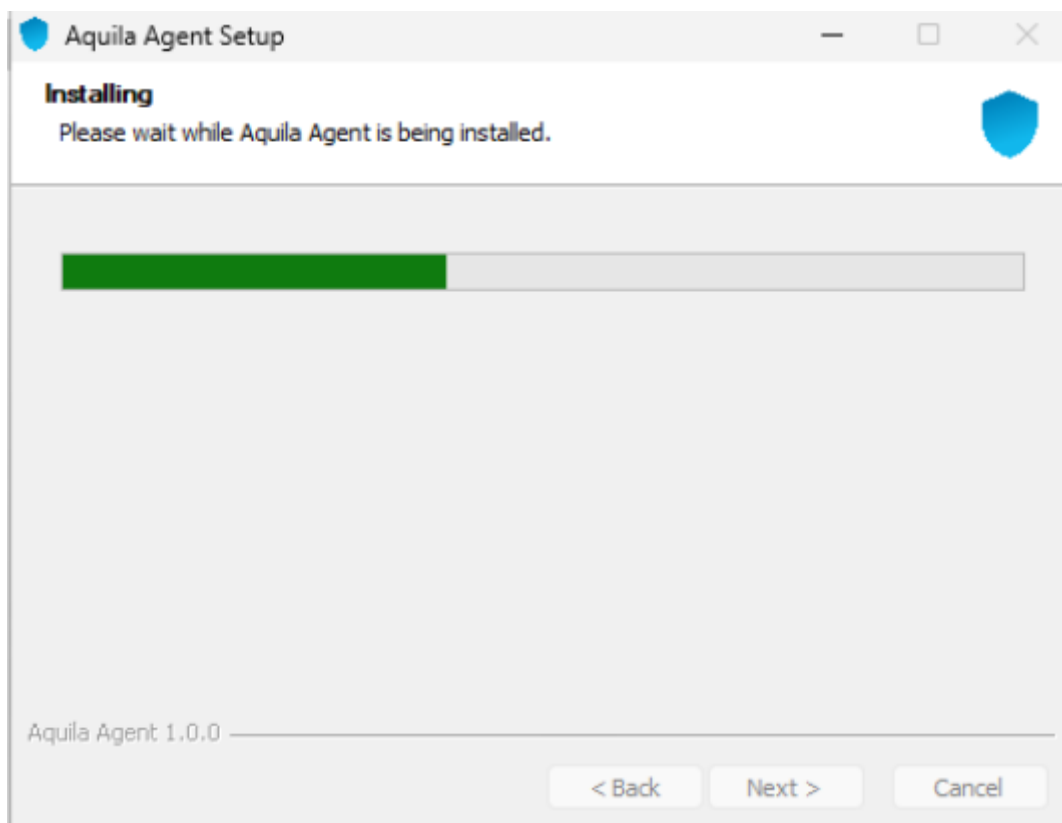 Aquila Agent Setup
Installing
Please wait while Aquila Agent is being installed.
Aquila Agent 1.0.0
< Back Next > Cancel